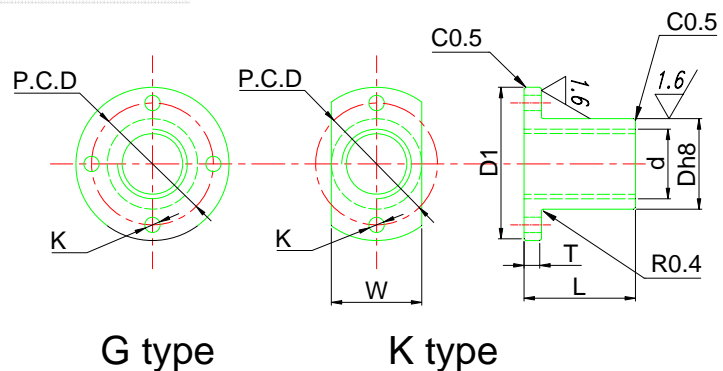 C0.5
C0.5
P.C.D
P.C.D
1.6
1.6
D1
d
Dh8
K
K
T
R0.4
W
L
G type
K type